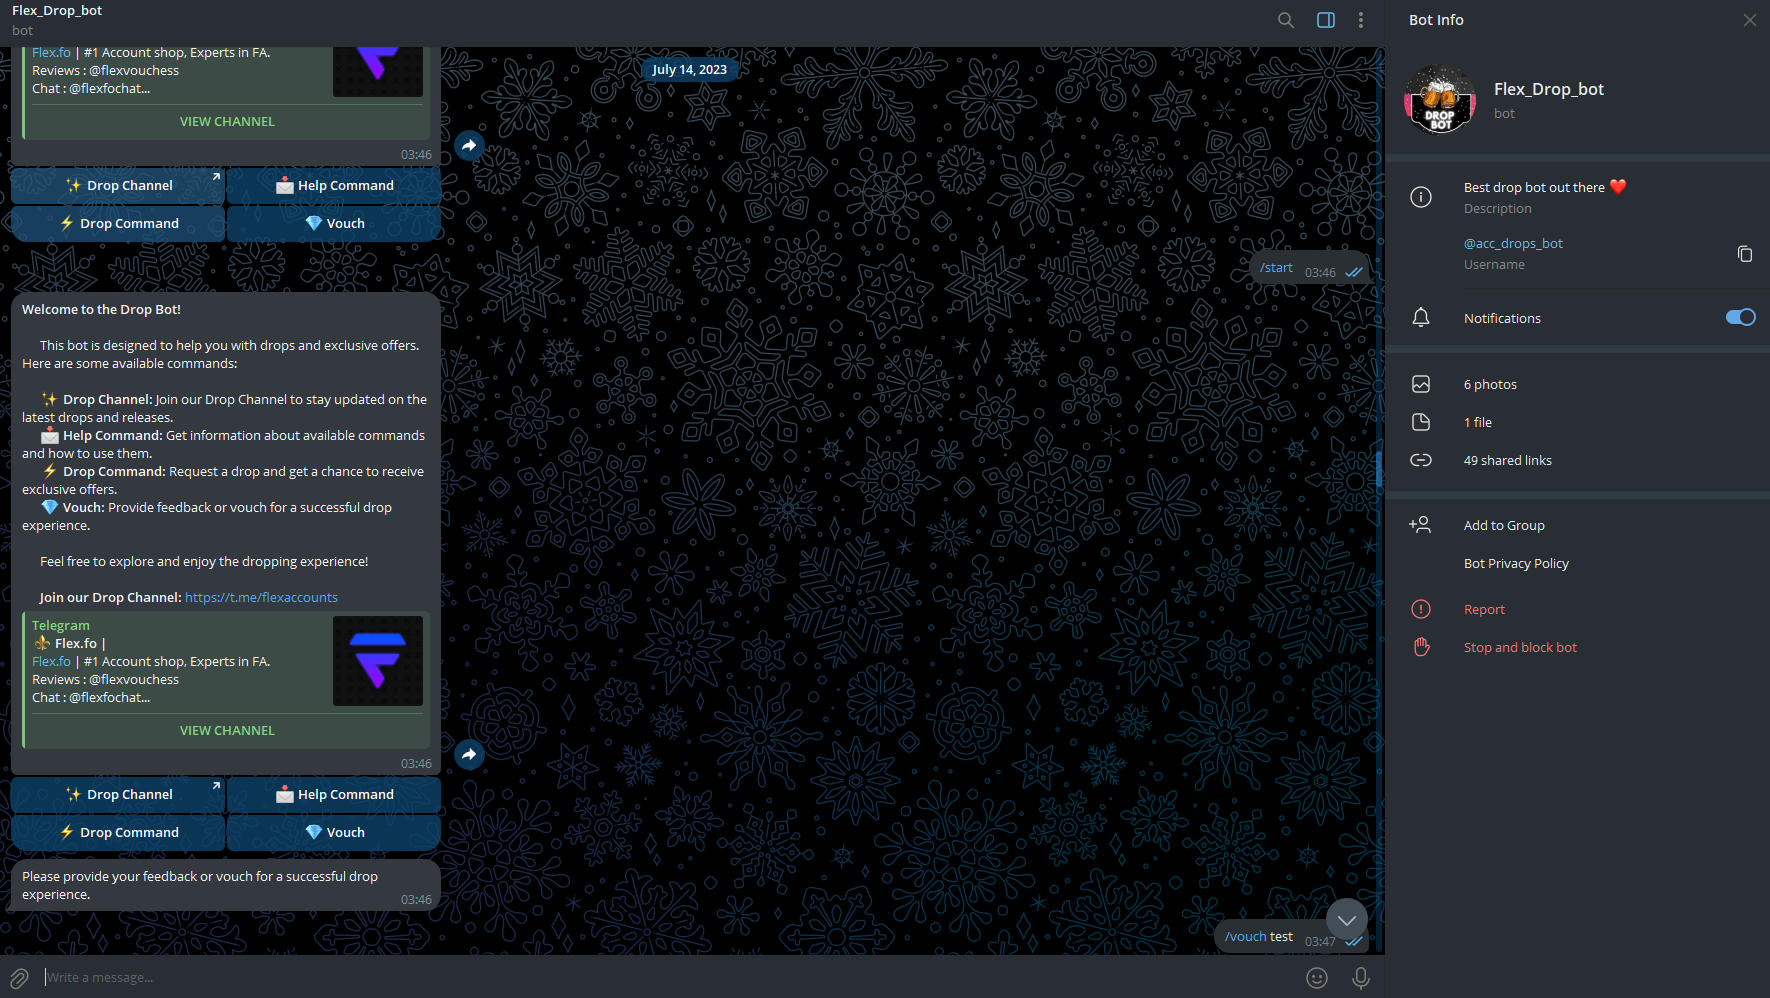 Flex_Drop_bot
bot
Flex.fo | #1 Account shop, Experts in FA.
Reviews : @flexvouchess
Chat : @flexfochat...
VIEW CHANNEL
03:46
✨ Drop Channel
📩 Help Command
⚡ Drop Command
💎 Vouch
July 14, 2023
/start 03:46
Welcome to the Drop Bot!
This bot is designed to help you with drops and exclusive offers.
Here are some available commands:
✨ Drop Channel: Join our Drop Channel to stay updated on the
latest drops and releases.
📩 Help Command: Get information about available commands
and how to use them.
⚡ Drop Command: Request a drop and get a chance to receive
exclusive offers.
💎 Vouch: Provide feedback or vouch for a successful drop
experience.
Feel free to explore and enjoy the dropping experience!
Join our Drop Channel: https://t.me/flexaccounts
Telegram
⚜ Flex.fo |
Flex.fo | #1 Account shop, Experts in FA.
Reviews : @flexvouchess
Chat : @flexfochat...
VIEW CHANNEL
03:46
✨ Drop Channel
📩 Help Command
⚡ Drop Command
💎 Vouch
Please provide your feedback or vouch for a successful drop
experience.
03:46
/vouch test 03:47
Write a message...
Bot Info
DROP
BOT
Flex_Drop_bot
bot
Best drop bot out there ❤️
Description
@acc_drops_bot
Username
Notifications
6 photos
1 file
49 shared links
Add to Group
Bot Privacy Policy
Report
Stop and block bot